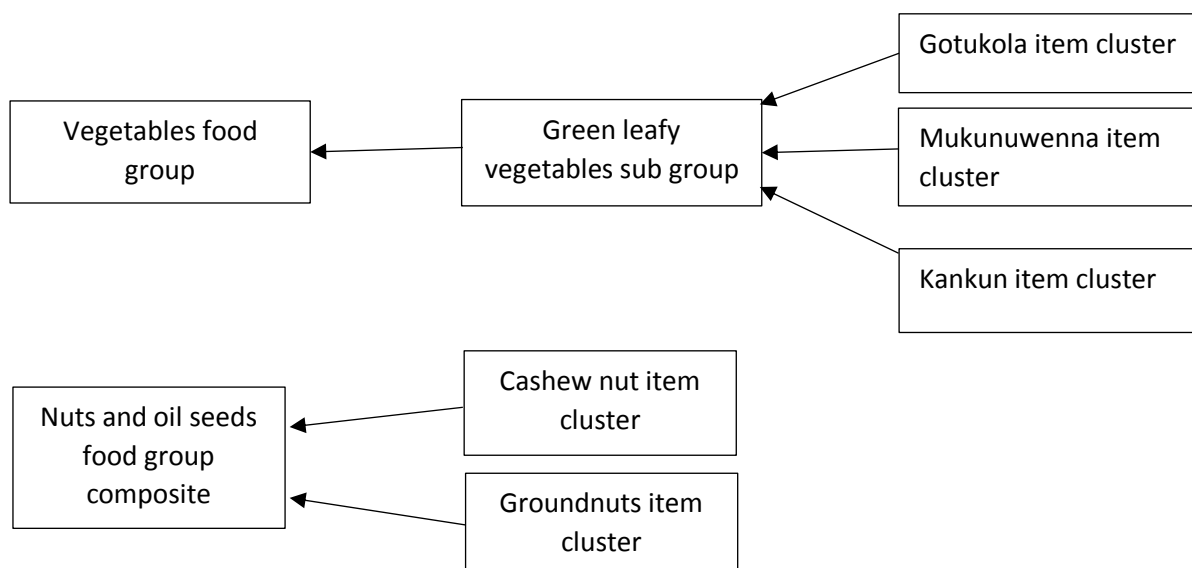 Vegetables food
group
Green leafy
vegetables sub group
Gotukola item cluster
Mukunuwenna item
cluster
Kankun item cluster
Nuts and oil seeds
food group
composite
Cashew nut item
cluster
Groundnuts item
cluster